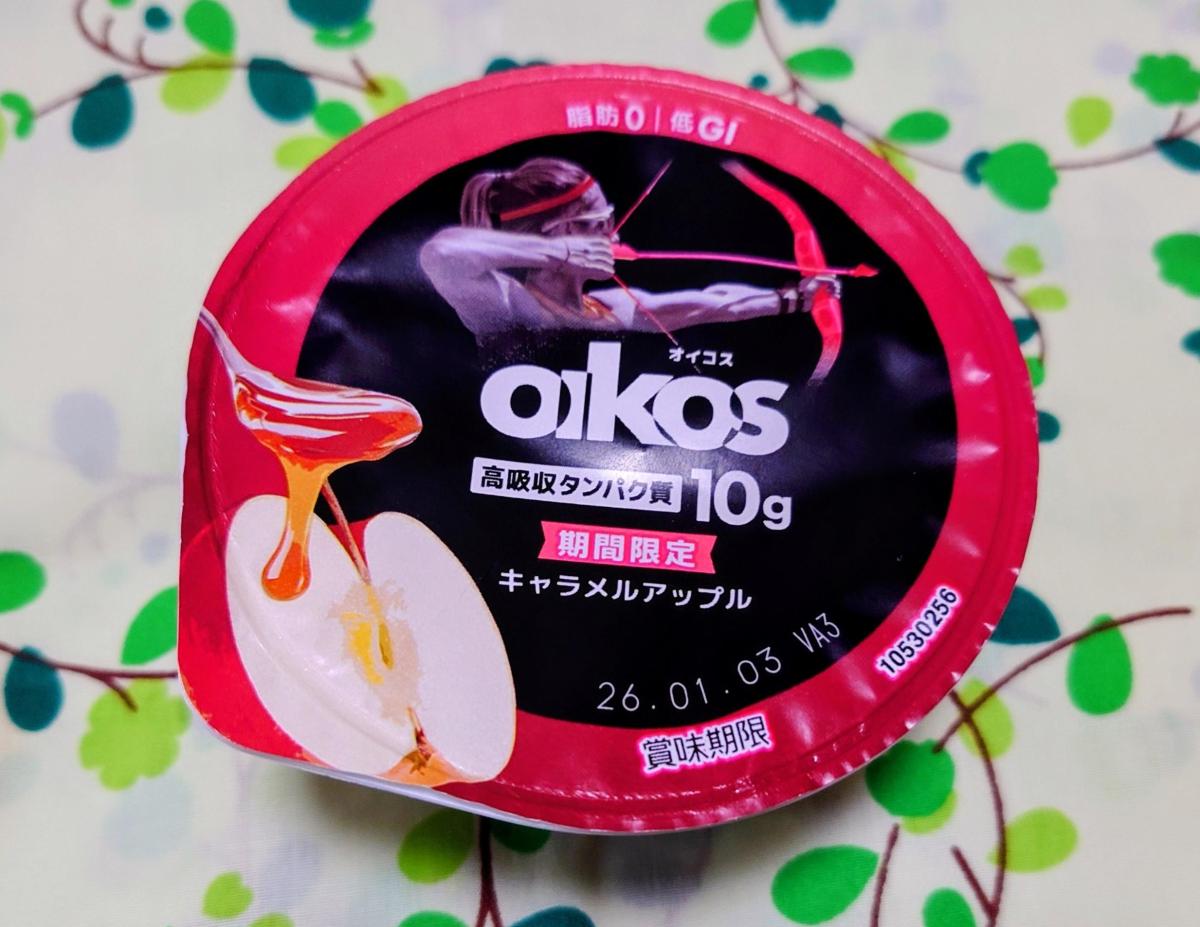 脂肪0 | 低GI
オイコス
oikos
高吸収タンパク質 10g
期間限定
キャラメルアップル
26.01.03 VA3
10530256
賞味期限